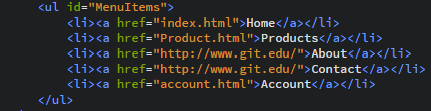 <ul id="MenuItems">
<li><a href="index.html">Home</a></li>
<li><a href="Product.html">Products</a></li>
<li><a href="http://www.git.edu/">About</a></li>
<li><a href="http://www.git.edu/">Contact</a></li>
<li><a href="account.html">Account</a></li>
</ul>